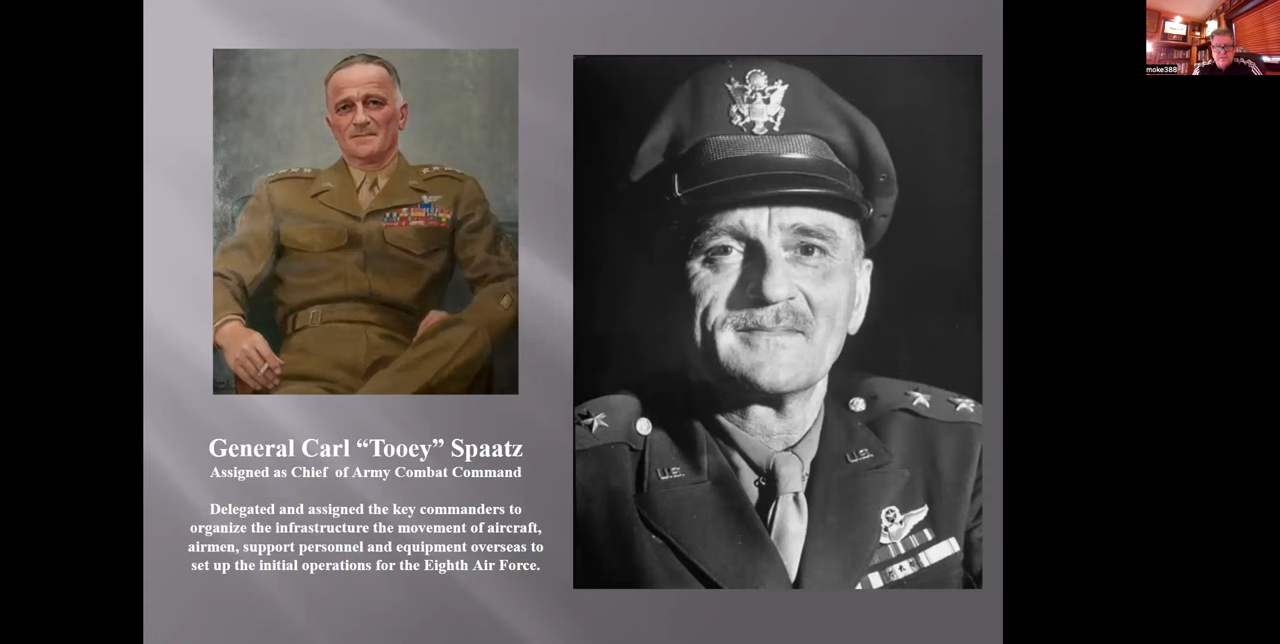 moke388
General Carl “Tooey” Spaatz
Assigned as Chief of Army Combat Command
Delegated and assigned the key commanders to
organize the infrastructure the movement of aircraft,
airmen, support personnel and equipment overseas to
set up the initial operations for the Eighth Air Force.
U.S.
U.S.